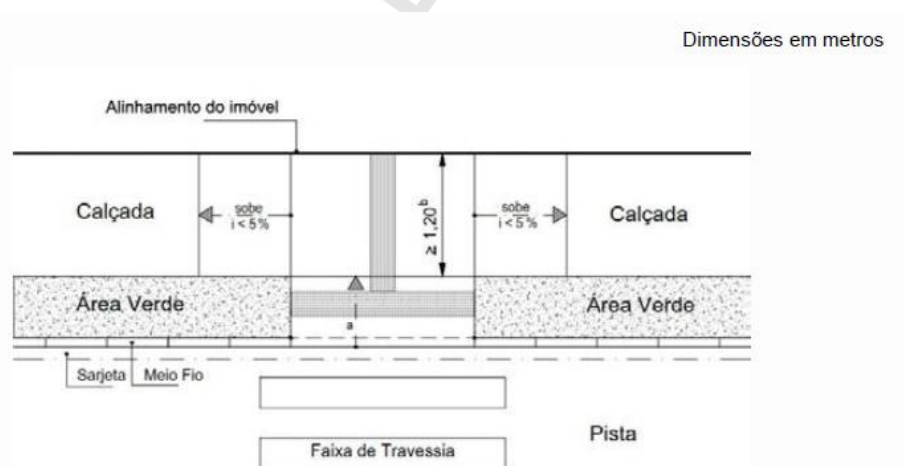 Dimensões em metros
Alinhamento do imóvel
Calçada
sobe
i < 5%
≥ 1,20ᵇ
sobe
i < 5%
Calçada
Área Verde
a
Área Verde
Sarjeta
Meio Fio
Faixa de Travessia
Pista